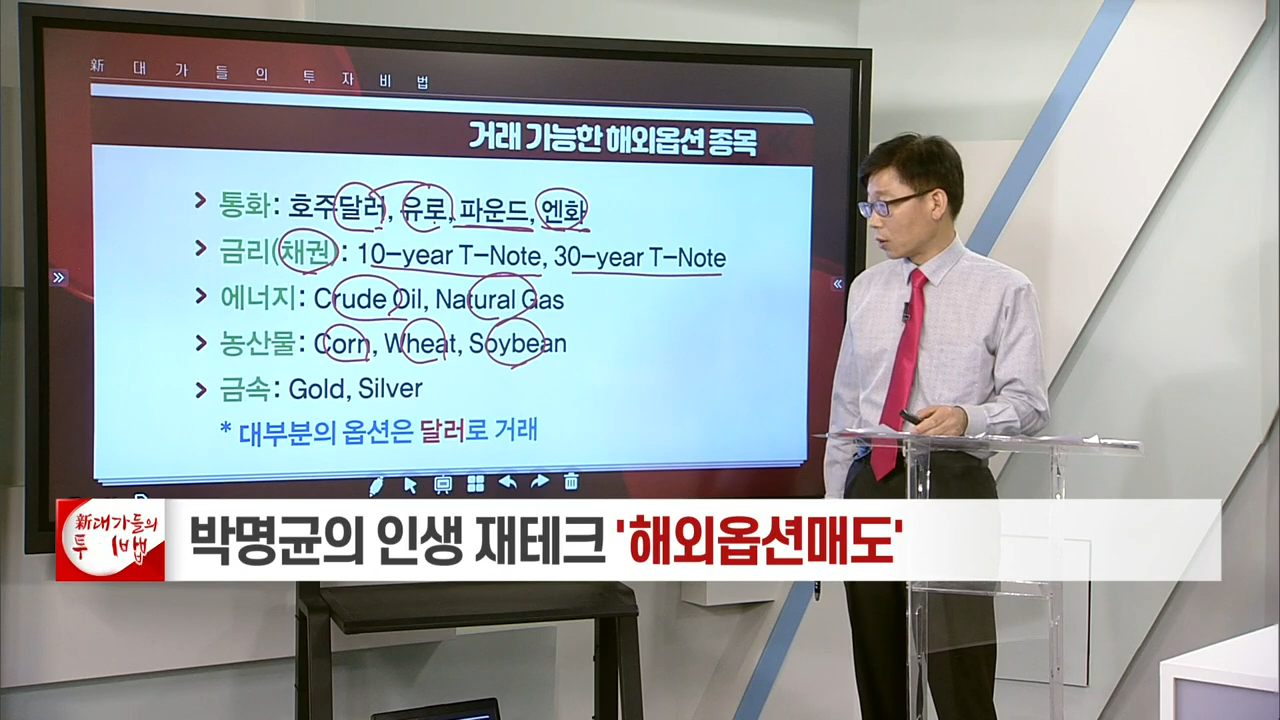 新 대 가 들 의 투 자 비 법
거래 가능한 해외옵션 종목
> 통화: 호주달러, 유로, 파운드, 엔화
> 금리(채권): 10-year T-Note, 30-year T-Note
> 에너지: Crude Oil, Natural Gas
> 농산물: Corn, Wheat, Soybean
> 금속: Gold, Silver
* 대부분의 옵션은 달러로 거래
新대가들의
투
박명균의 인생 재테크 '해외옵션매도'